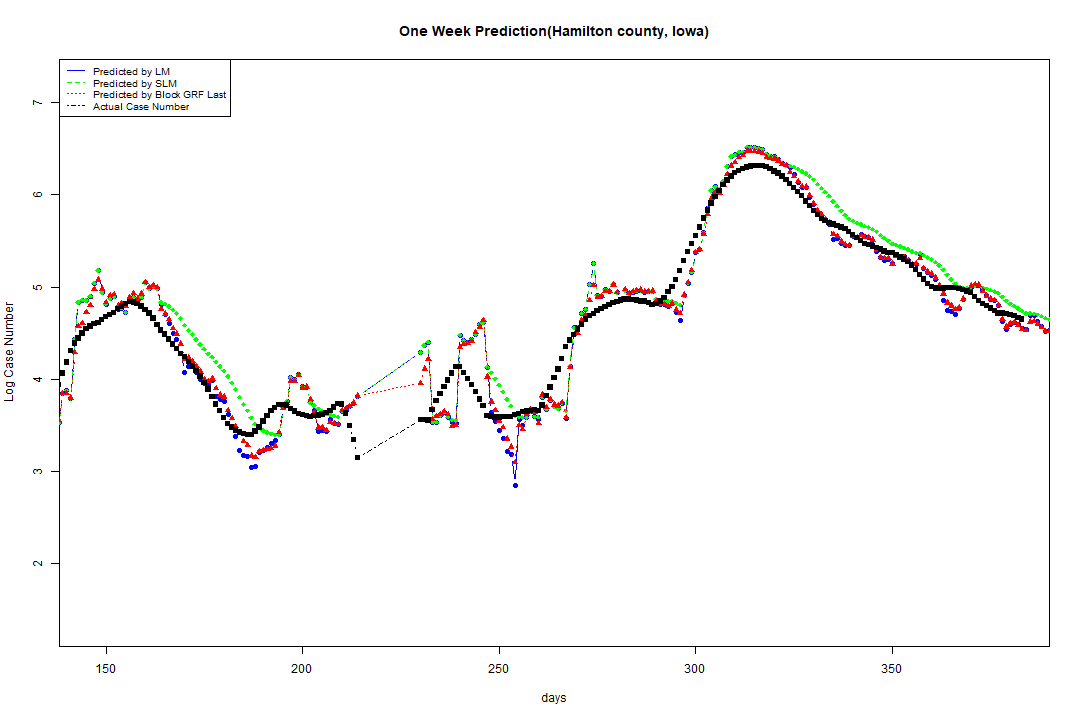 One Week Prediction(Hamilton county, Iowa)
Predicted by LM
Predicted by SLM
Predicted by Block GRF Last
Actual Case Number
Log Case Number
7
6
5
4
3
2
150 200 250 300 350
days